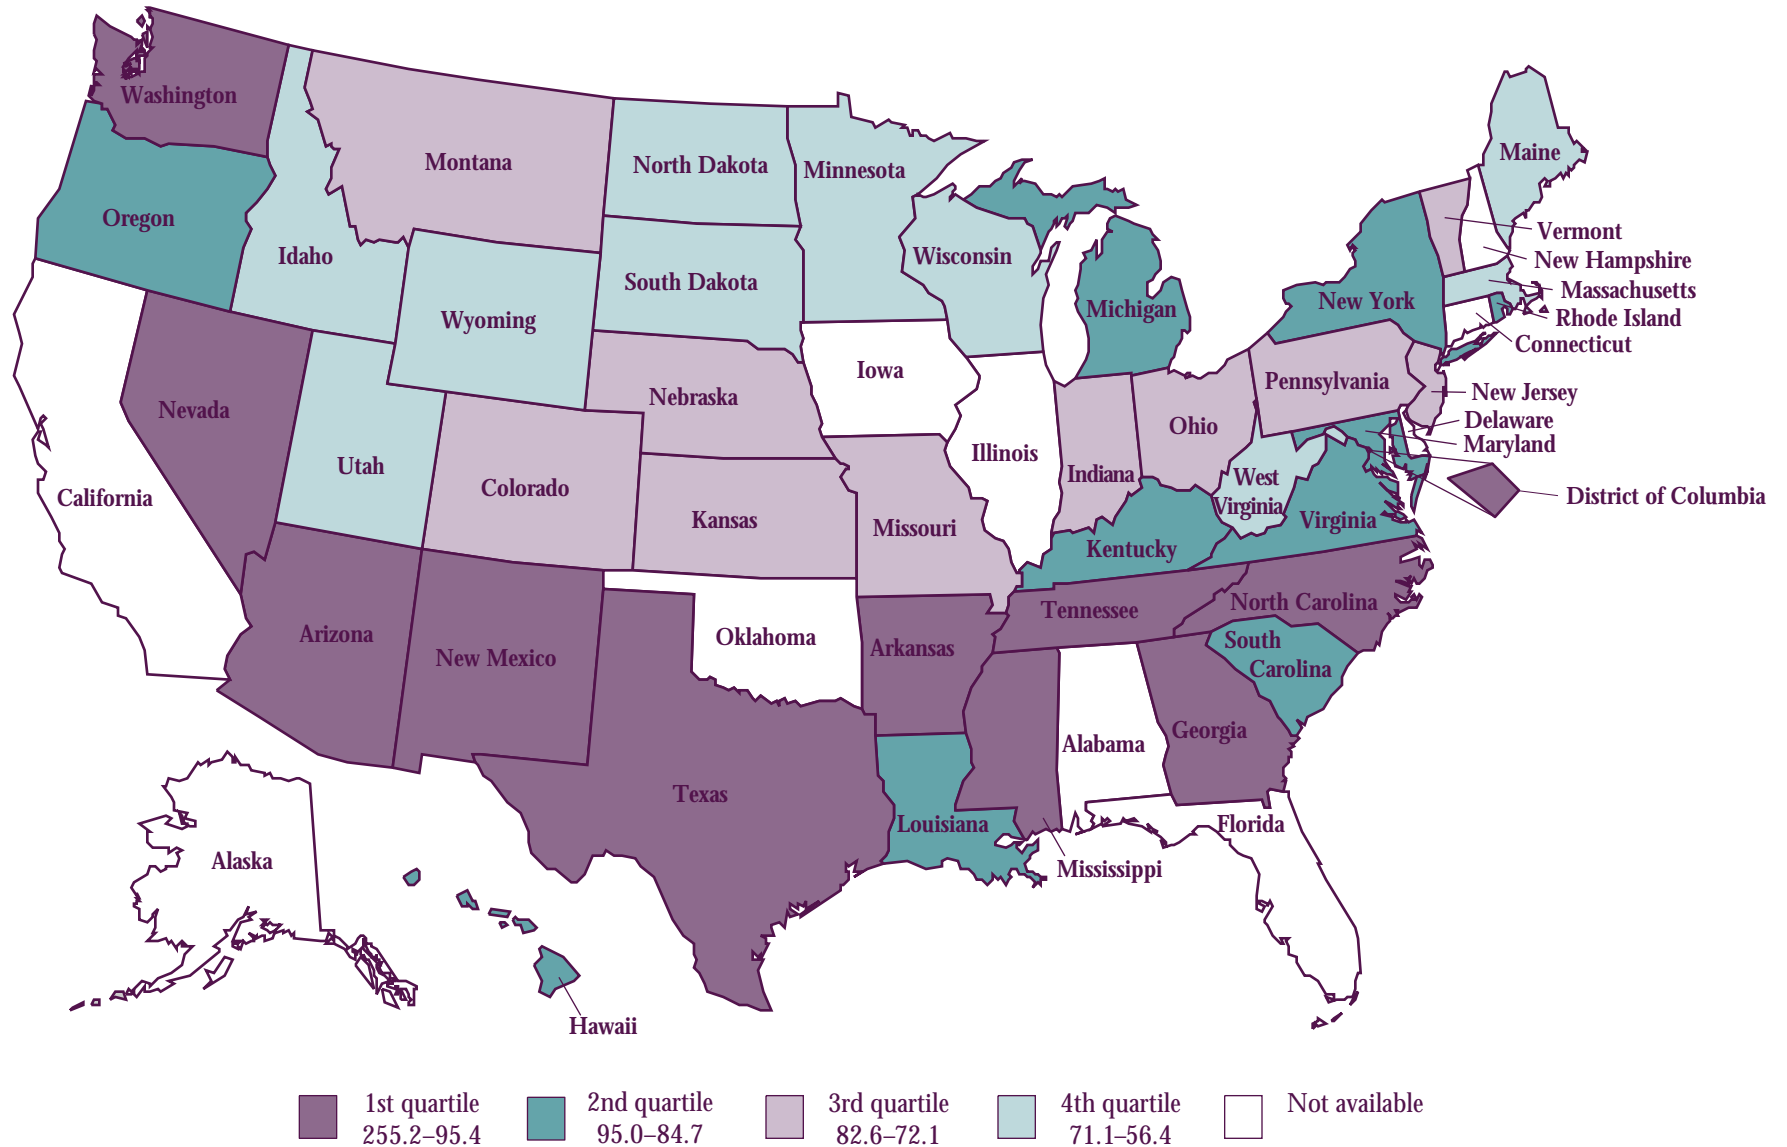 Washington
Montana
North Dakota
Minnesota
Maine
Oregon
Idaho
Wisconsin
Vermont
New Hampshire
South Dakota
Massachusetts
Wyoming
Michigan
New York
Rhode Island
Connecticut
Iowa
Nebraska
Pennsylvania
New Jersey
Nevada
Ohio
Delaware
Maryland
Utah
Illinois
Indiana
West
Virginia
California
Colorado
Kansas
Missouri
Virginia
District of Columbia
Kentucky
Tennessee
North Carolina
Arizona
New Mexico
Oklahoma
Arkansas
South
Carolina
Georgia
Alabama
Texas
Louisiana
Florida
Alaska
Mississippi
Hawaii
1st quartile
255.2–95.4
2nd quartile
95.0–84.7
3rd quartile
82.6–72.1
4th quartile
71.1–56.4
Not available